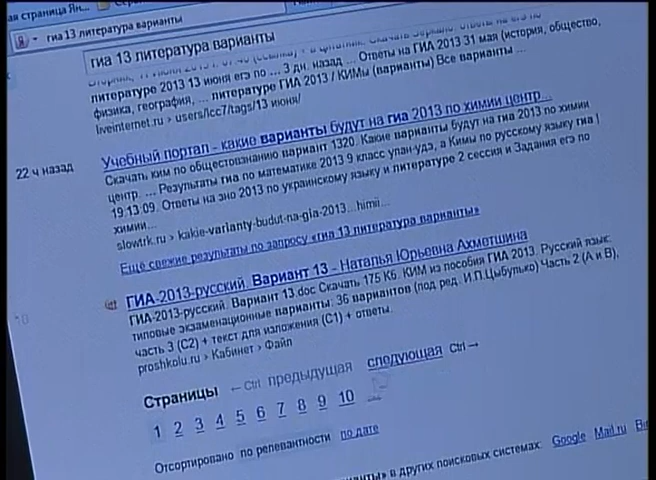 ая страница Ян...
гиа 13 литература варианты
гиа 13 литература варианты
литературе 2013 13 июня егэ по ... 3 дн. назад ... Ответы на ГИА 2013 31 мая (история, общество,
физика, география, ... литературе ГИА 2013 / КИМы (варианты) Все варианты ...
liveinternet.ru › users/lcc7/tags/13 июня/
22 ч назад
Учебный портал - какие варианты будут на гиа 2013 по химии центр...
Скачать ким по обществознанию вариант 1320. Какие варианты будут на гиа 2013 по химии
центр. ... Результаты гиа по математике 2013 9 класс улан-удэ, а Кимы по русскому языку гиа |
19:13:09. Ответы на зно 2013 по украинскому языку и литературе 2 сессия и Задания егэ по
химии...
slowtrk.ru › kakie-varianty-budut-na-gia-2013...himii...
Ещё свежие результаты по запросу «гиа 13 литература варианты»
ГИА-2013-русский. Вариант 13 - Наталья Юрьевна Ахметшина
ГИА-2013-русский. Вариант 13.doc Скачать 175 Кб. КИМ из пособия ГИА 2013. Русский язык:
типовые экзаменационные варианты: 36 вариантов (под ред. И.П.Цыбулько) Часть 2 (А и В),
часть 3 (С2) + текст для изложения (С1) + ответы.
proshkolu.ru › Кабинет › Файл
Страницы ← Ctrl предыдущая следующая Ctrl →
1 2 3 4 5 6 7 8 9 10 ...
Отсортировано по релевантности по дате
анты» в других поисковых системах: Google Mail.ru Bi